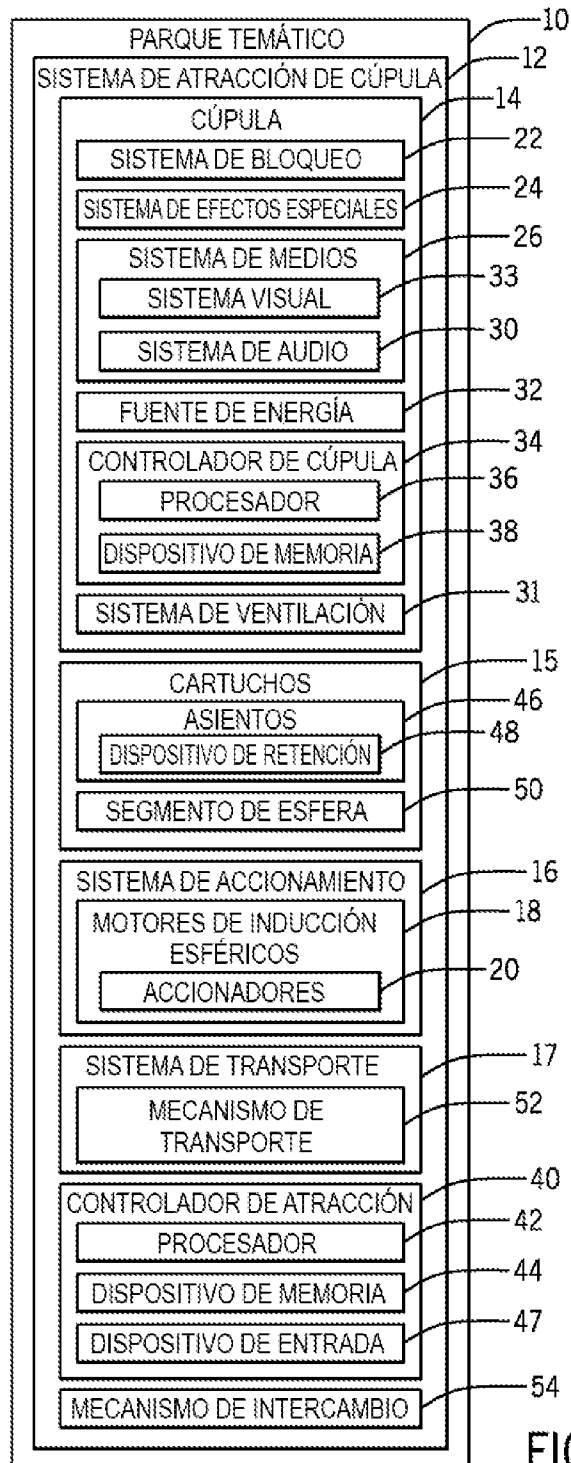 PARQUE TEMÁTICO 10
SISTEMA DE ATRACCIÓN DE CÚPULA 12
CÚPULA 14
SISTEMA DE BLOQUEO 22
SISTEMA DE EFECTOS ESPECIALES 24
SISTEMA DE MEDIOS 26
SISTEMA VISUAL 33
SISTEMA DE AUDIO 30
FUENTE DE ENERGÍA 32
CONTROLADOR DE CÚPULA 34
PROCESADOR 36
DISPOSITIVO DE MEMORIA 38
SISTEMA DE VENTILACIÓN 31
CARTUCHOS 15
ASIENTOS 46
DISPOSITIVO DE RETENCIÓN 48
SEGMENTO DE ESFERA 50
SISTEMA DE ACCIONAMIENTO 16
MOTORES DE INDUCCIÓN 18
ESFÉRICOS
ACCIONADORES 20
SISTEMA DE TRANSPORTE 17
MECANISMO DE 52
TRANSPORTE
CONTROLADOR DE ATRACCIÓN 40
PROCESADOR 42
DISPOSITIVO DE MEMORIA 44
DISPOSITIVO DE ENTRADA 47
MECANISMO DE INTERCAMBIO 54